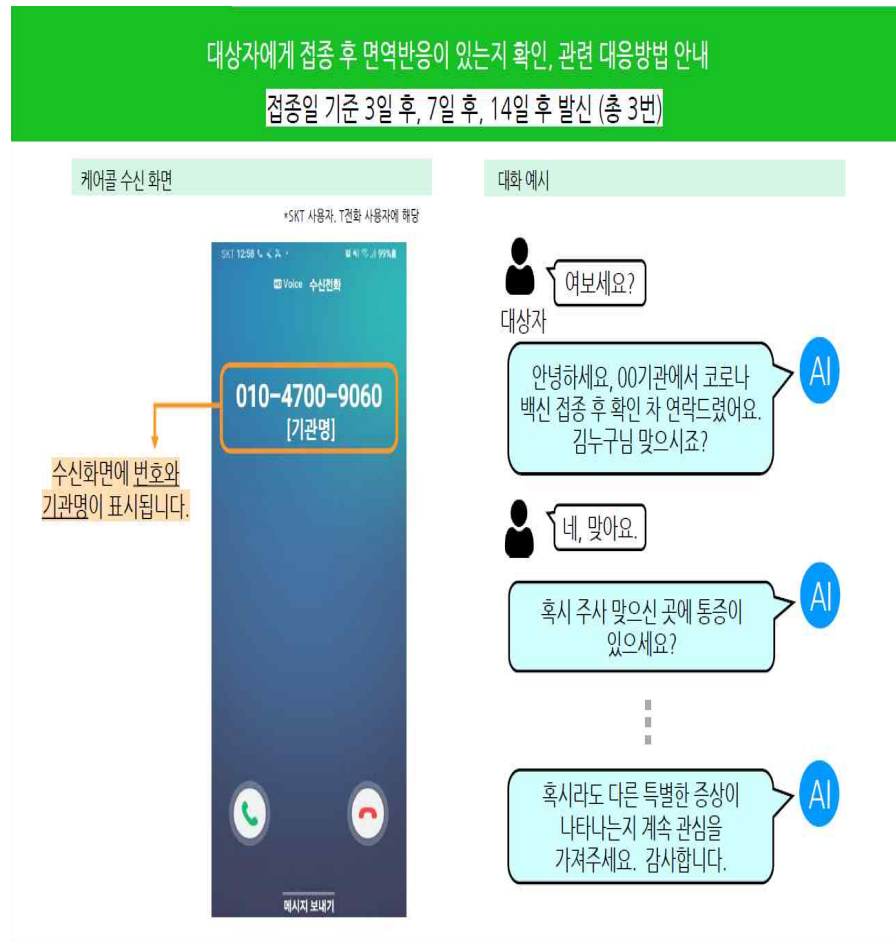 대상자에게 접종 후 면역반응이 있는지 확인, 관련 대응방법 안내
접종일 기준 3일 후, 7일 후, 14일 후 발신 (총 3번)
케어콜 수신 화면
*SKT 사용자, T전화 사용자에 해당
SKT 12:58
99%
HD Voice 수신전화
010-4700-9060
[기관명]
수신화면에 번호와
기관명이 표시됩니다.
메시지 보내기
대화 예시
여보세요?
대상자
안녕하세요, 00기관에서 코로나
백신 접종 후 확인 차 연락드렸어요.
김누구님 맞으시죠?
AI
네, 맞아요.
혹시 주사 맞으신 곳에 통증이
있으세요?
AI
혹시라도 다른 특별한 증상이
나타나는지 계속 관심을
가져주세요. 감사합니다.
AI